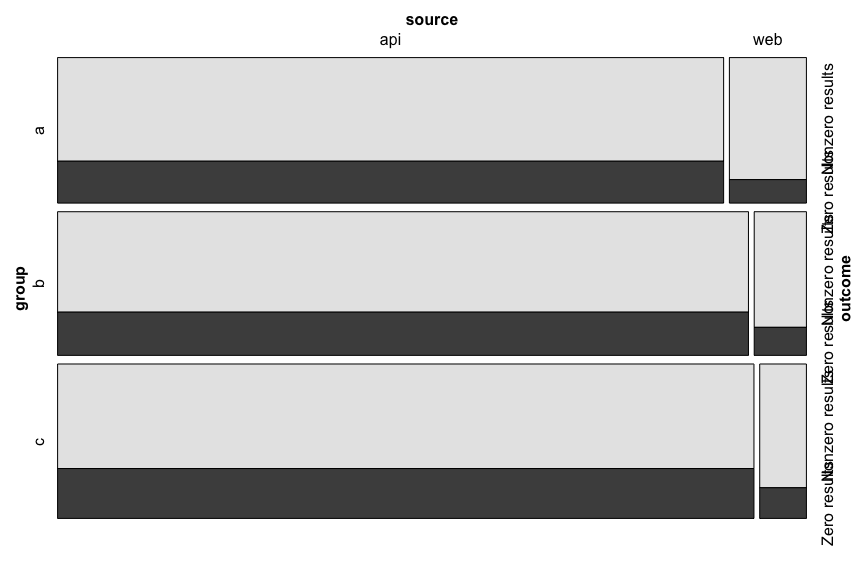 source
api web
group
a
b
c
Nonzero results
Zero results
Nonzero results
Zero results
Nonzero results
Zero results
outcome